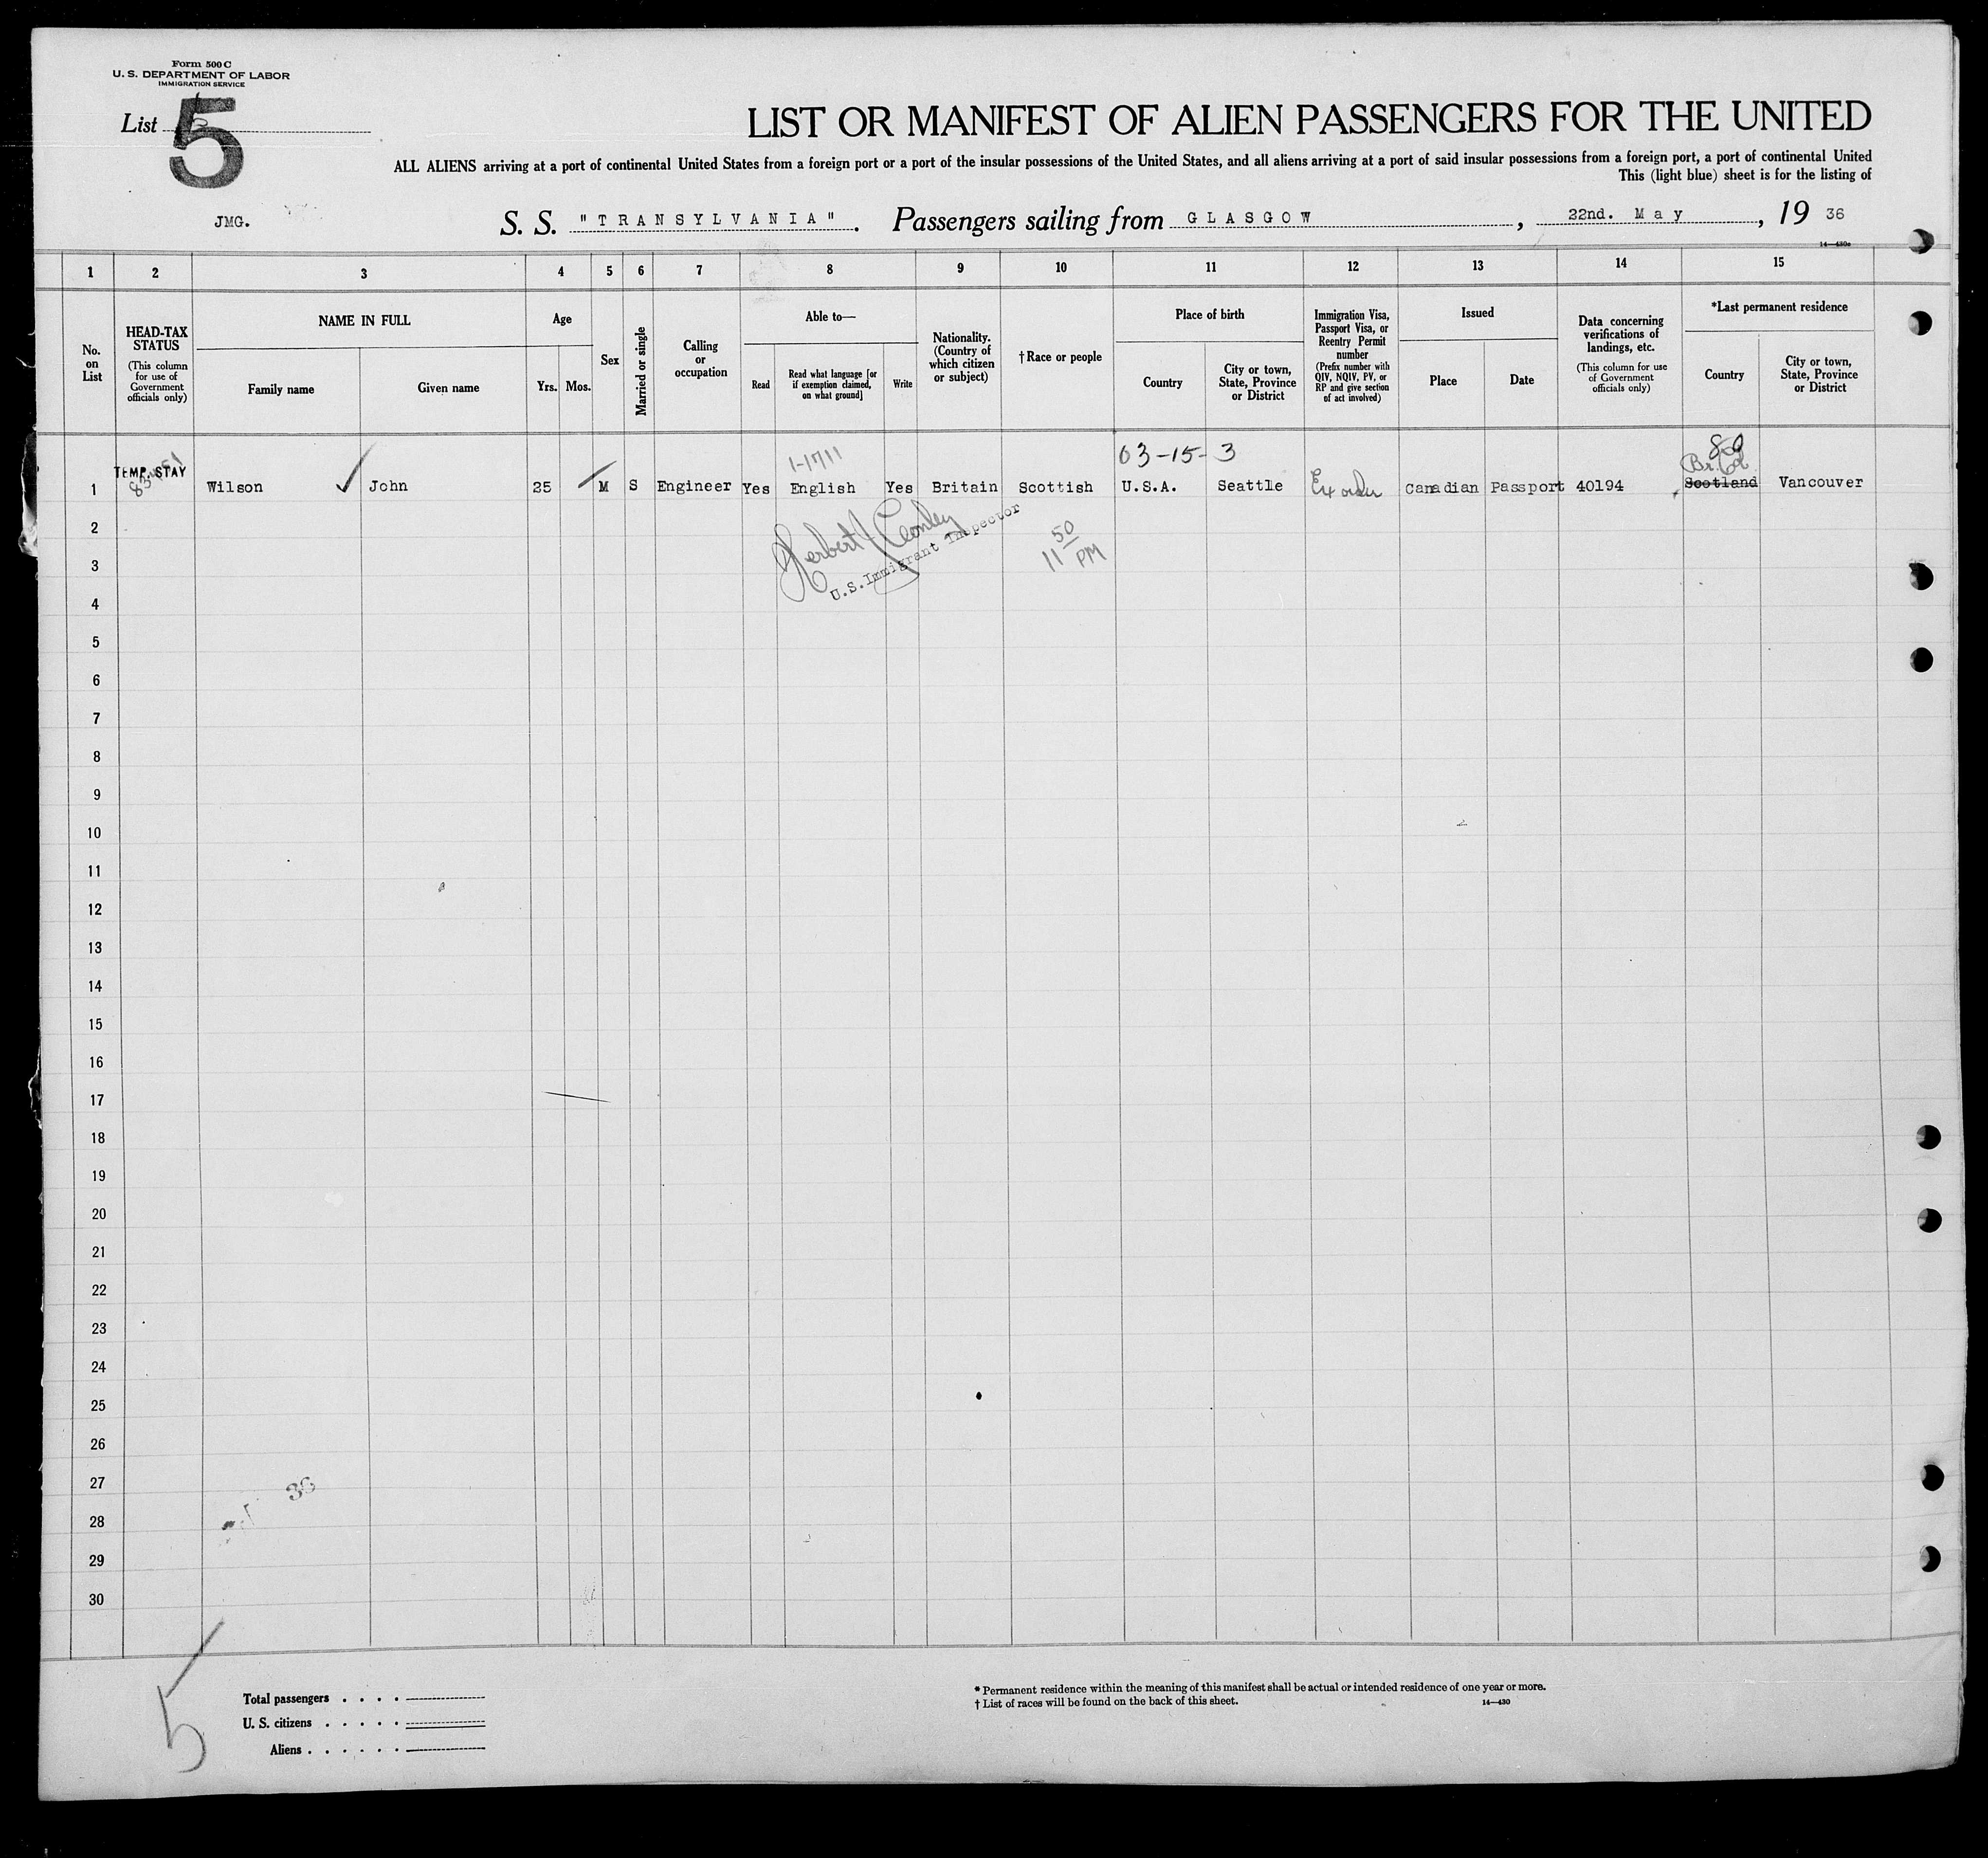 Form 500 C
U. S. DEPARTMENT OF LABOR
IMMIGRATION SERVICE
List 5
LIST OR MANIFEST OF ALIEN PASSENGERS FOR THE UNITED
ALL ALIENS arriving at a port of continental United States from a foreign port or a port of the insular possessions of the United States, and all aliens arriving at a port of said insular possessions from a foreign port, a port of continental United
This (light blue) sheet is for the listing of
JMG. S. S. "TRANSYLVANIA". Passengers sailing from GLASGOW, 22nd. May, 19 36
14—430a
1 2 3 4 5 6 7 8 9 10 11 12 13 14 15
No. on List
HEAD-TAX STATUS
(This column for use of Government officials only)
NAME IN FULL
Family name
Given name
Age
Yrs. Mos.
Sex
Married or single
Calling or occupation
Able to—
Read
Read what language [or if exemption claimed, on what ground]
Write
Nationality. (Country of which citizen or subject)
†Race or people
Place of birth
Country
City or town, State, Province or District
Immigration Visa, Passport Visa, or Reentry Permit number
(Prefix number with QIV, NQIV, PV, or RP and give section of act involved)
Issued
Place
Date
Data concerning verifications of landings, etc.
(This column for use of Government officials only)
*Last permanent residence
Country
City or town, State, Province or District
1-1711
03-15-3
Br. Col
TEMP. STAY
1 Wilson John 25 M S Engineer Yes English Yes Britain Scottish U.S.A. Seattle Ex order Canadian Passport 40194 Scotland Vancouver
Herbert
U.S. Immigrant Inspector
11 50 PM
2
3
4
5
6
7
8
9
10
11
12
13
14
15
16
17
18
19
20
21
22
23
24
25
26
27
28
29
30
5
Total passengers
U. S. citizens
Aliens
* Permanent residence within the meaning of this manifest shall be actual or intended residence of one year or more.
† List of races will be found on the back of this sheet.
14—430